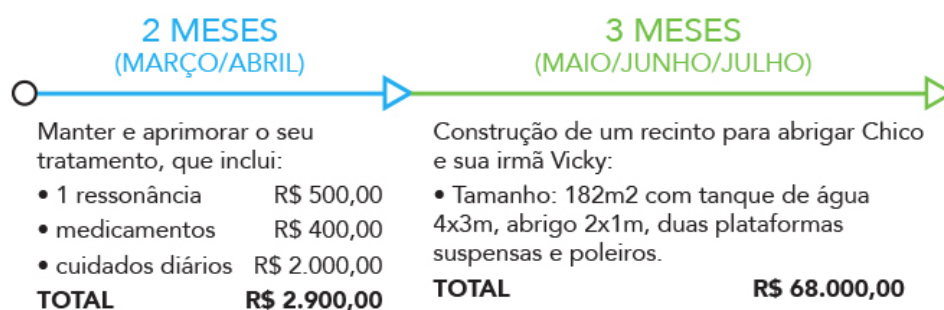 2 MESES
(MARÇO/ABRIL)
Manter e aprimorar o seu
tratamento, que inclui:
• 1 ressonância R$ 500,00
• medicamentos R$ 400,00
• cuidados diários R$ 2.000,00
TOTAL R$ 2.900,00
3 MESES
(MAIO/JUNHO/JULHO)
Construção de um recinto para abrigar Chico
e sua irmã Vicky:
• Tamanho: 182m2 com tanque de água
4x3m, abrigo 2x1m, duas plataformas
suspensas e poleiros.
TOTAL R$ 68.000,00